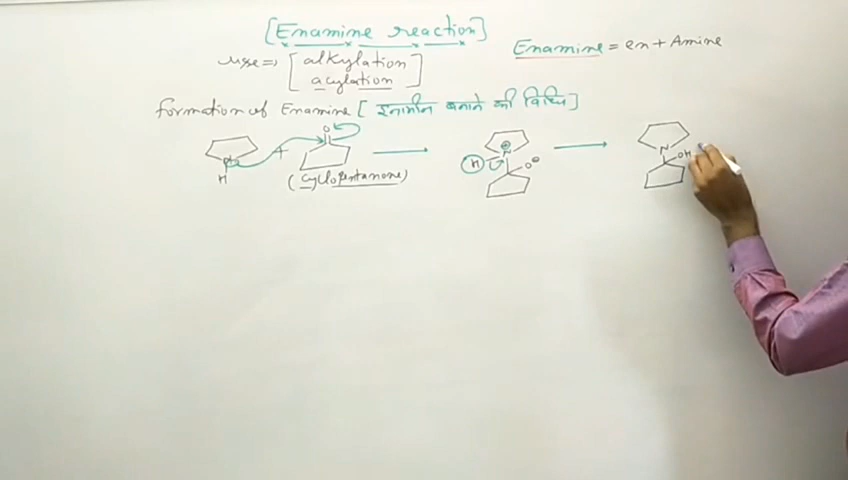 [Enamine reaction]
use => [alkylation
acylation]
Enamine = en + Amine
formation of Enamine [इनामीन बनाने की विधि]
N H + O
(cyclopentanone)
H N ⊕ O ⊖
N OH